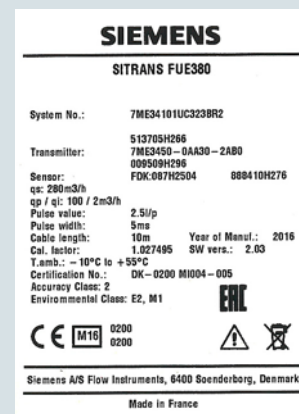 SIEMENS
SITRANS FUE380
System No.: 7ME34101UC323BR2
513705H266
Transmitter: 7ME3450-0AA30-2AB0
009509H296
Sensor: FDK:087H2504 888410H276
qs: 280m3/h
qp / qi: 100 / 2m3/h
Pulse value: 2.5l/p
Pulse width: 5ms
Cable length: 10m Year of Manuf.: 2016
Cal. factor: 1.027495 SW vers.: 2.03
T.amb.: -10°C to +55°C
Certification No.: DK-0200 MI004-005
Accuracy Class: 2
Environmental Class: E2, M1
EAC
CE M16 0200
0200
Siemens A/S Flow Instruments, 6400 Soenderborg, Denmark
Made in France